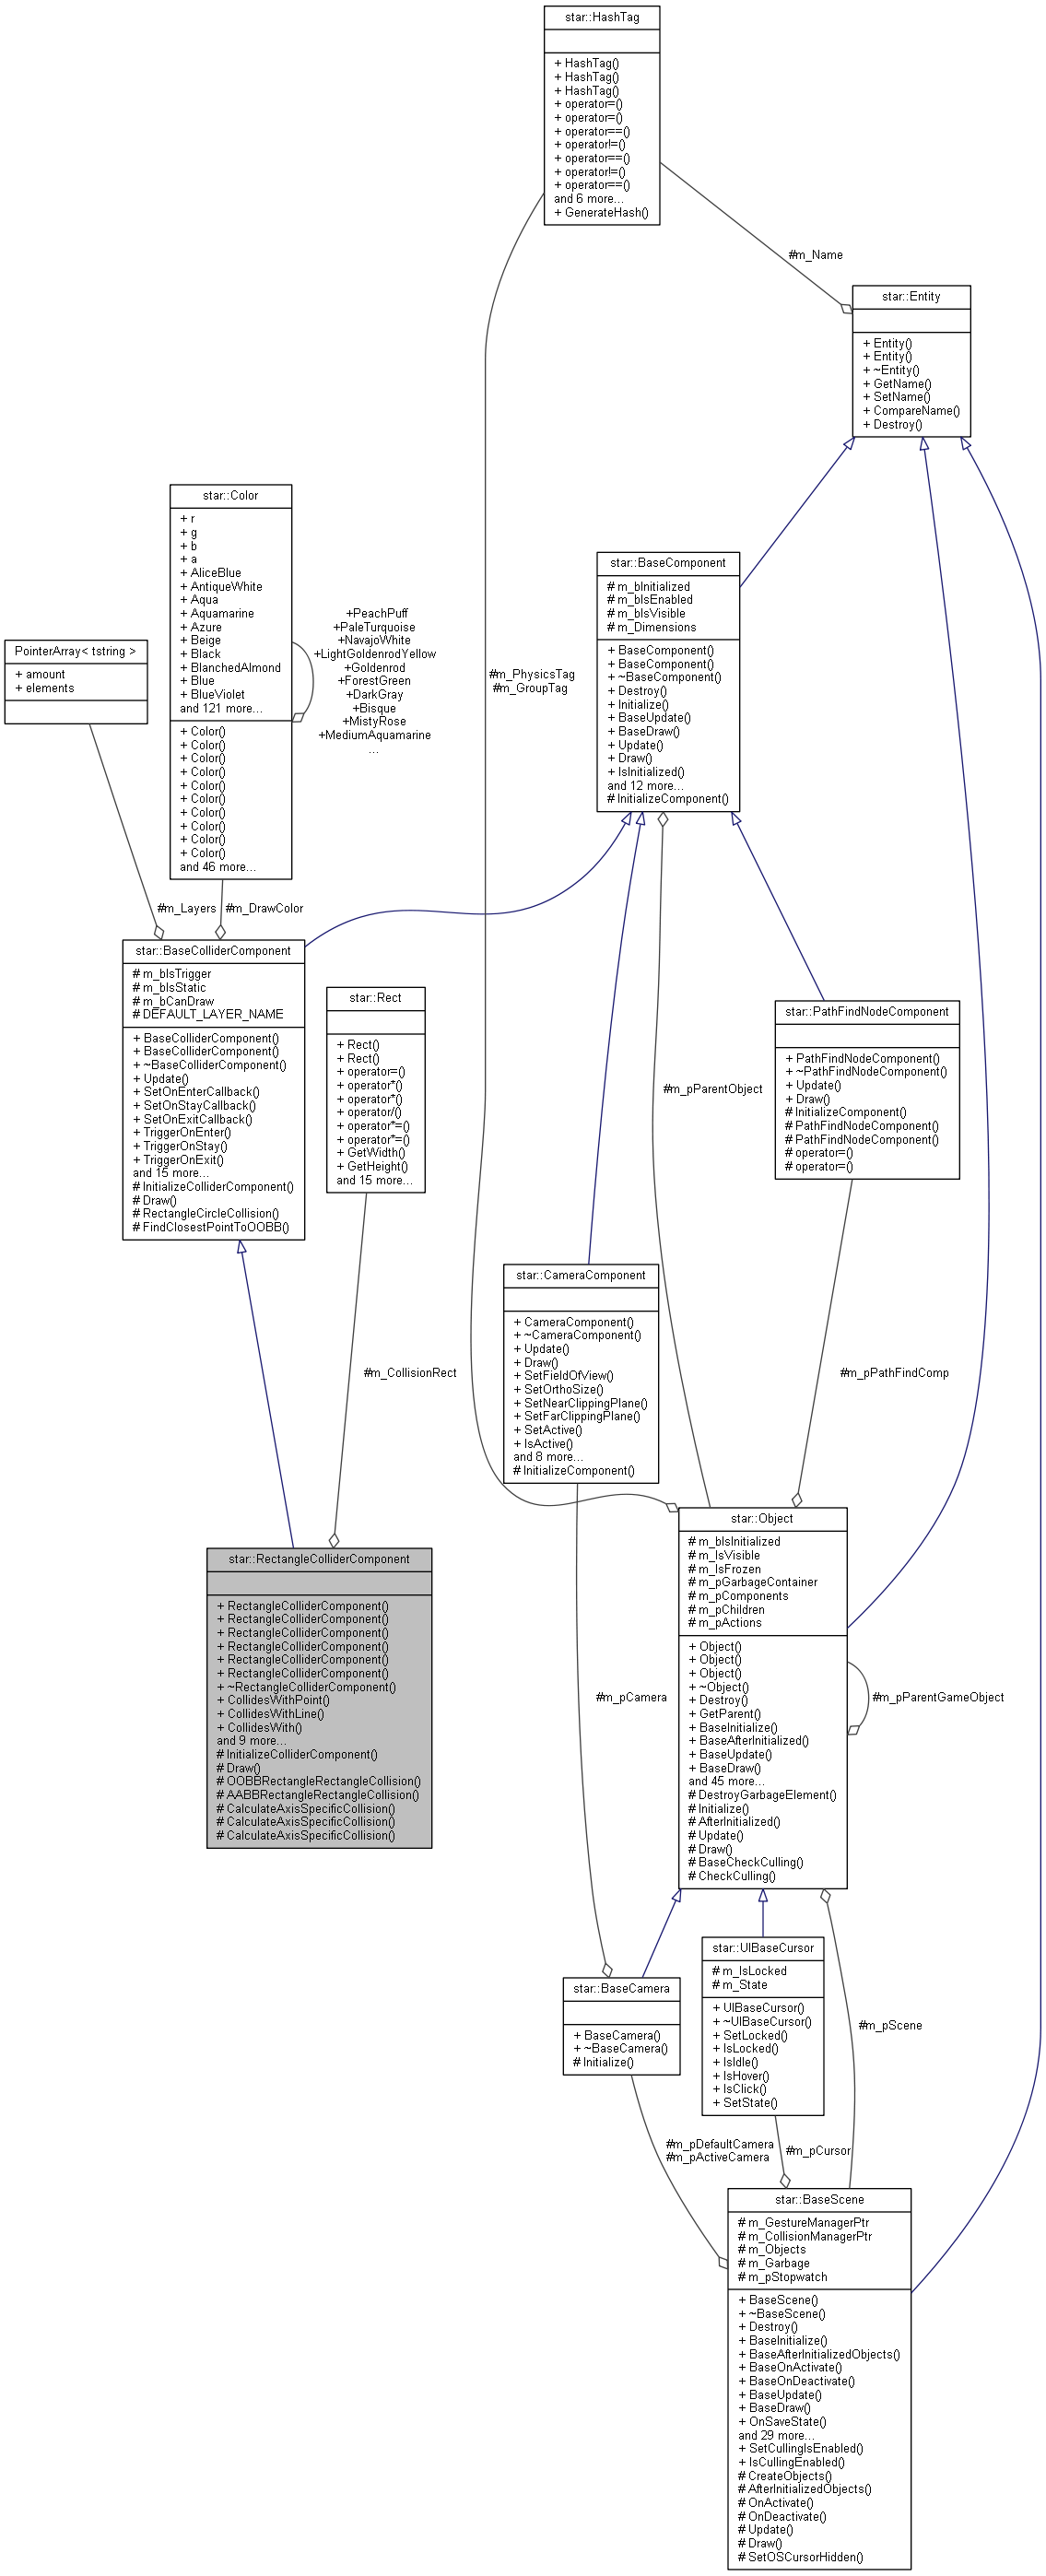 star::HashTag
+ HashTag()
+ HashTag()
+ HashTag()
+ operator=()
+ operator=()
+ operator==()
+ operator!=()
+ operator==()
+ operator!=()
+ operator==()
and 6 more...
+ GenerateHash()
#m_Name
star::Entity
+ Entity()
+ Entity()
+ ~Entity()
+ GetName()
+ SetName()
+ CompareName()
+ Destroy()
star::Color
+ r
+ g
+ b
+ a
+ AliceBlue
+ AntiqueWhite
+ Aqua
+ Aquamarine
+ Azure
+ Beige
+ Black
+ BlanchedAlmond
+ Blue
+ BlueViolet
and 121 more...
+ Color()
+ Color()
+ Color()
+ Color()
+ Color()
+ Color()
+ Color()
+ Color()
+ Color()
+ Color()
and 46 more...
+PeachPuff
+PaleTurquoise
+NavajoWhite
+LightGoldenrodYellow
+Goldenrod
+ForestGreen
+DarkGray
+Bisque
+MistyRose
+MediumAquamarine
...
PointerArray< tstring >
+ amount
+ elements
#m_PhysicsTag
#m_GroupTag
star::BaseComponent
# m_bInitialized
# m_bIsEnabled
# m_bIsVisible
# m_Dimensions
+ BaseComponent()
+ BaseComponent()
+ ~BaseComponent()
+ Destroy()
+ Initialize()
+ BaseUpdate()
+ BaseDraw()
+ Update()
+ Draw()
+ IsInitialized()
and 12 more...
# InitializeComponent()
#m_Layers
#m_DrawColor
star::BaseColliderComponent
# m_bIsTrigger
# m_bIsStatic
# m_bCanDraw
# DEFAULT_LAYER_NAME
+ BaseColliderComponent()
+ BaseColliderComponent()
+ ~BaseColliderComponent()
+ Update()
+ SetOnEnterCallback()
+ SetOnStayCallback()
+ SetOnExitCallback()
+ TriggerOnEnter()
+ TriggerOnStay()
+ TriggerOnExit()
and 15 more...
# InitializeColliderComponent()
# Draw()
# RectangleCircleCollision()
# FindClosestPointToOOBB()
star::Rect
+ Rect()
+ Rect()
+ operator=()
+ operator*()
+ operator*()
+ operator/()
+ operator*=()
+ operator*=()
+ GetWidth()
+ GetHeight()
and 15 more...
#m_pParentObject
star::PathFindNodeComponent
+ PathFindNodeComponent()
+ ~PathFindNodeComponent()
+ Update()
+ Draw()
# InitializeComponent()
# PathFindNodeComponent()
# PathFindNodeComponent()
# operator=()
# operator=()
star::CameraComponent
+ CameraComponent()
+ ~CameraComponent()
+ Update()
+ Draw()
+ SetFieldOfView()
+ SetOrthoSize()
+ SetNearClippingPlane()
+ SetFarClippingPlane()
+ SetActive()
+ IsActive()
and 8 more...
# InitializeComponent()
#m_CollisionRect
#m_pPathFindComp
star::RectangleColliderComponent
+ RectangleColliderComponent()
+ RectangleColliderComponent()
+ RectangleColliderComponent()
+ RectangleColliderComponent()
+ RectangleColliderComponent()
+ RectangleColliderComponent()
+ ~RectangleColliderComponent()
+ CollidesWithPoint()
+ CollidesWithLine()
+ CollidesWith()
and 9 more...
# InitializeColliderComponent()
# Draw()
# OOBBRectangleRectangleCollision()
# AABBRectangleRectangleCollision()
# CalculateAxisSpecificCollision()
# CalculateAxisSpecificCollision()
# CalculateAxisSpecificCollision()
star::Object
# m_bIsInitialized
# m_IsVisible
# m_IsFrozen
# m_pGarbageContainer
# m_pComponents
# m_pChildren
# m_pActions
+ Object()
+ Object()
+ Object()
+ ~Object()
+ Destroy()
+ GetParent()
+ BaseInitialize()
+ BaseAfterInitialized()
+ BaseUpdate()
+ BaseDraw()
and 45 more...
# DestroyGarbageElement()
# Initialize()
# AfterInitialized()
# Update()
# Draw()
# BaseCheckCulling()
# CheckCulling()
#m_pCamera
#m_pParentGameObject
star::BaseCamera
+ BaseCamera()
+ ~BaseCamera()
# Initialize()
star::UIBaseCursor
# m_IsLocked
# m_State
+ UIBaseCursor()
+ ~UIBaseCursor()
+ SetLocked()
+ IsLocked()
+ IsIdle()
+ IsHover()
+ IsClick()
+ SetState()
#m_pScene
#m_pDefaultCamera
#m_pActiveCamera
#m_pCursor
star::BaseScene
# m_GestureManagerPtr
# m_CollisionManagerPtr
# m_Objects
# m_Garbage
# m_pStopwatch
+ BaseScene()
+ ~BaseScene()
+ Destroy()
+ BaseInitialize()
+ BaseAfterInitializedObjects()
+ BaseOnActivate()
+ BaseOnDeactivate()
+ BaseUpdate()
+ BaseDraw()
+ OnSaveState()
and 29 more...
+ SetCullingIsEnabled()
+ IsCullingEnabled()
# CreateObjects()
# AfterInitializedObjects()
# OnActivate()
# OnDeactivate()
# Update()
# Draw()
# SetOSCursorHidden()